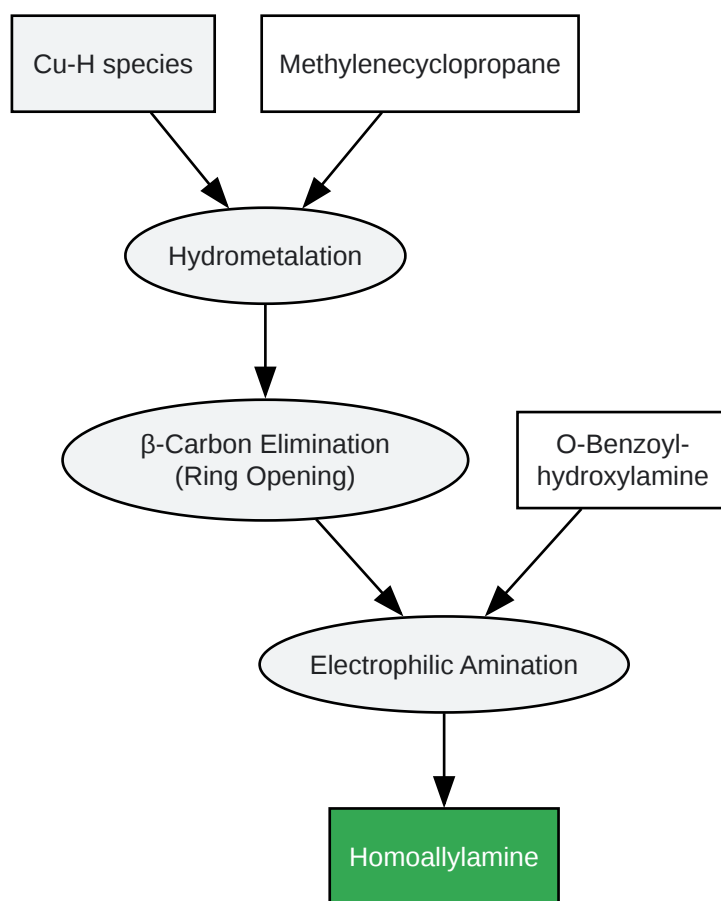 Cu-H species
Methylenecyclopropane
Hydrometalation
β-Carbon Elimination
(Ring Opening)
O-Benzoyl-
hydroxylamine
Electrophilic Amination
Homoallylamine